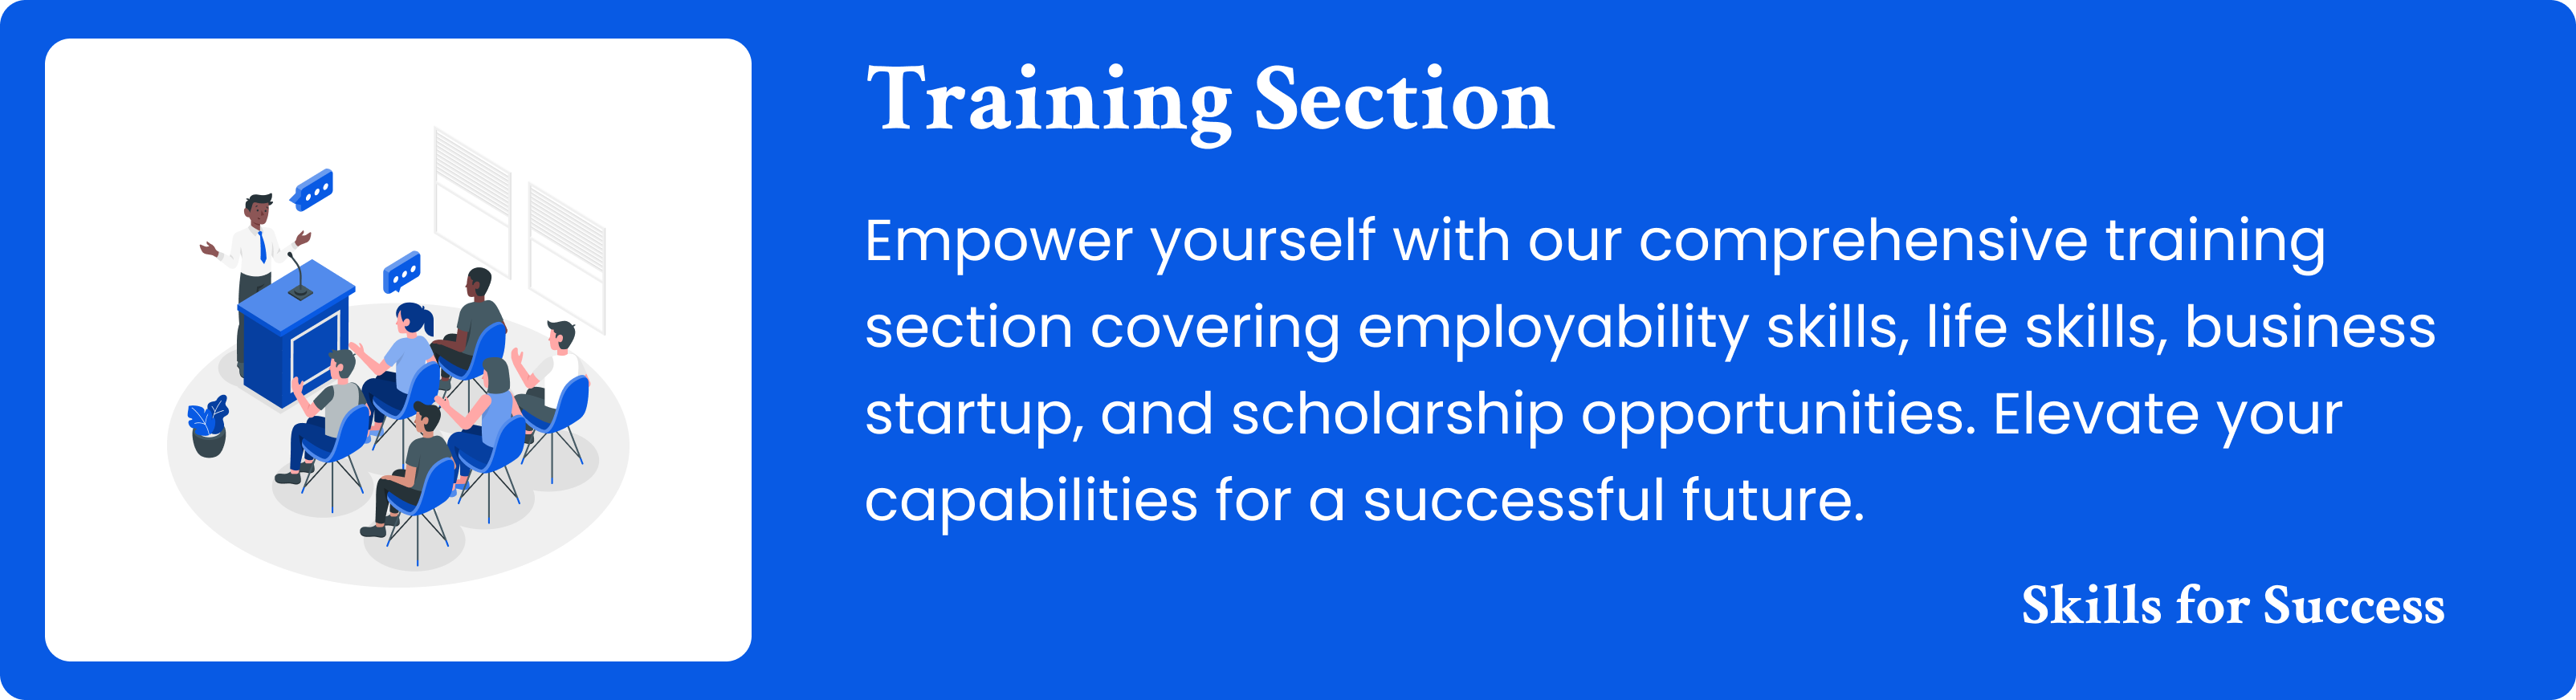 Training Section
Empower yourself with our comprehensive training
section covering employability skills, life skills, business
startup, and scholarship opportunities. Elevate your
capabilities for a successful future.
Skills for Success